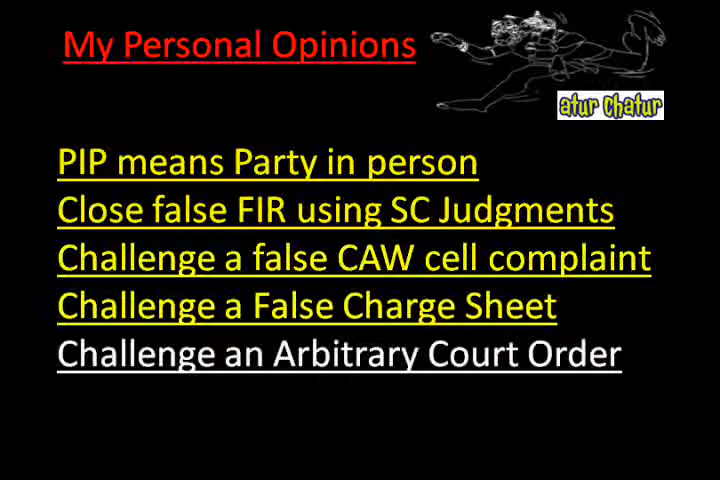 My Personal Opinions
atur chatur
PIP means Party in person
Close false FIR using SC Judgments
Challenge a false CAW cell complaint
Challenge a False Charge Sheet
Challenge an Arbitrary Court Order